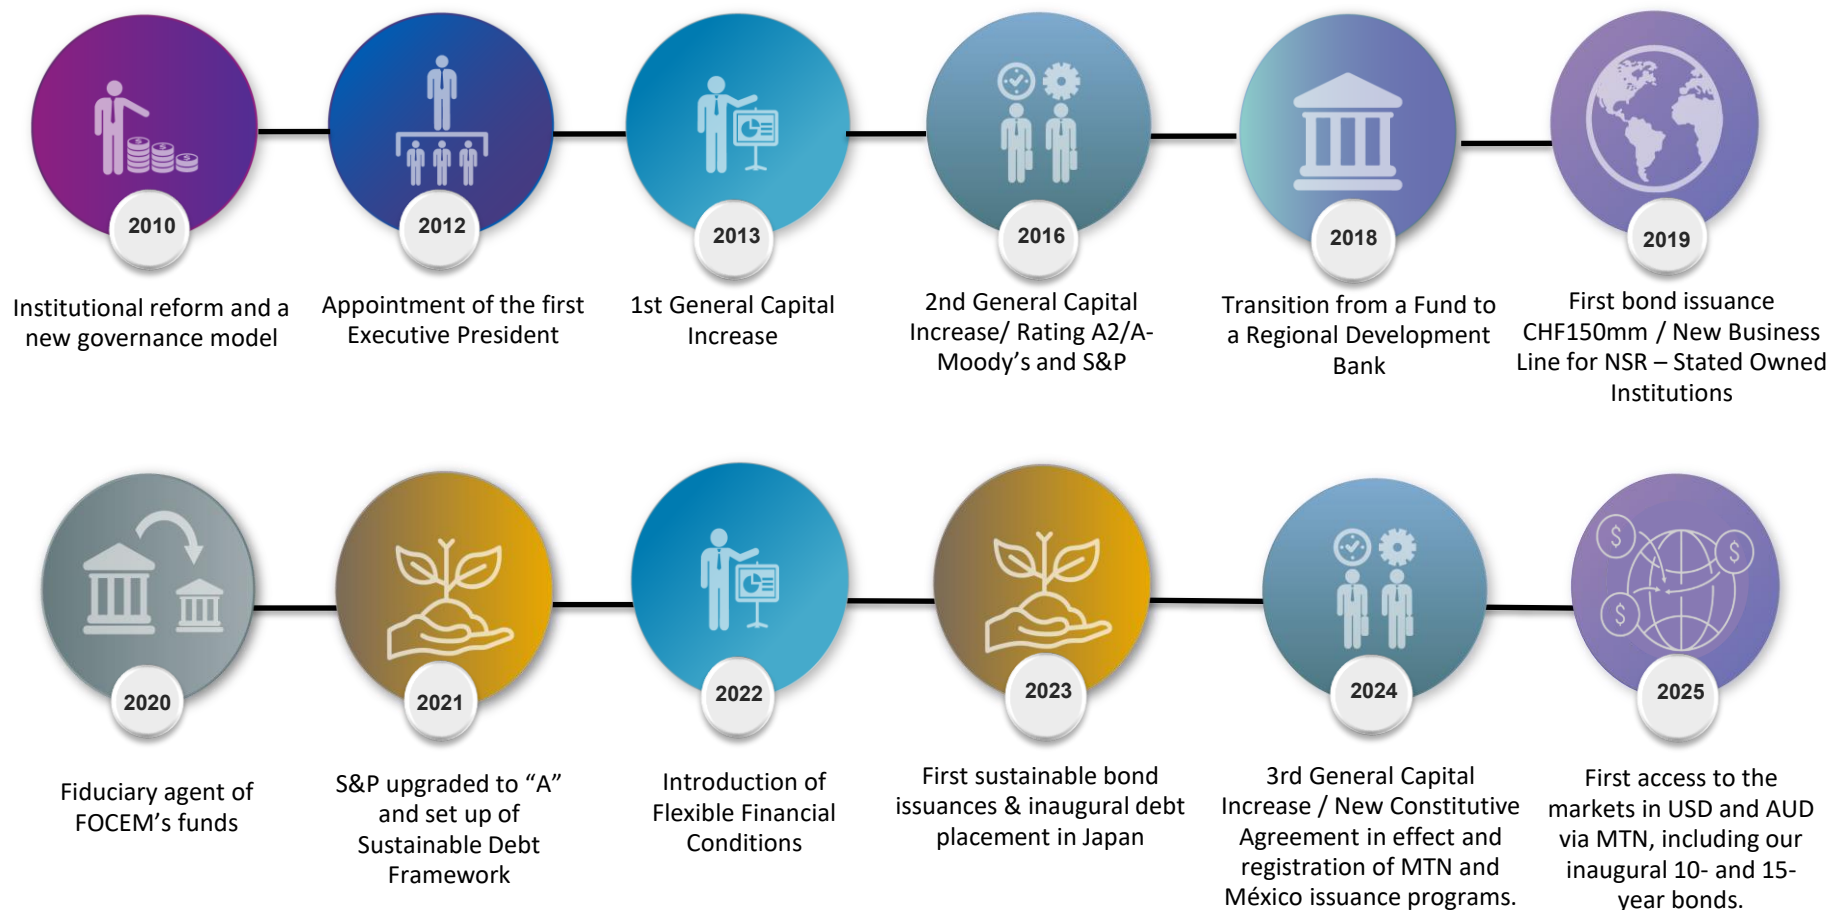 2010
Institutional reform and a
new governance model
2012
Appointment of the first
Executive President
2013
1st General Capital
Increase
2016
2nd General Capital
Increase/ Rating A2/A-
Moody’s and S&P
2018
Transition from a Fund to
a Regional Development
Bank
2019
First bond issuance
CHF150mm / New Business
Line for NSR – Stated Owned
Institutions
2020
Fiduciary agent of
FOCEM’s funds
2021
S&P upgraded to “A”
and set up of
Sustainable Debt
Framework
2022
Introduction of
Flexible Financial
Conditions
2023
First sustainable bond
issuances & inaugural debt
placement in Japan
2024
3rd General Capital
Increase / New Constitutive
Agreement in effect and
registration of MTN and
México issuance programs.
2025
First access to the
markets in USD and AUD
via MTN, including our
inaugural 10- and 15-
year bonds.